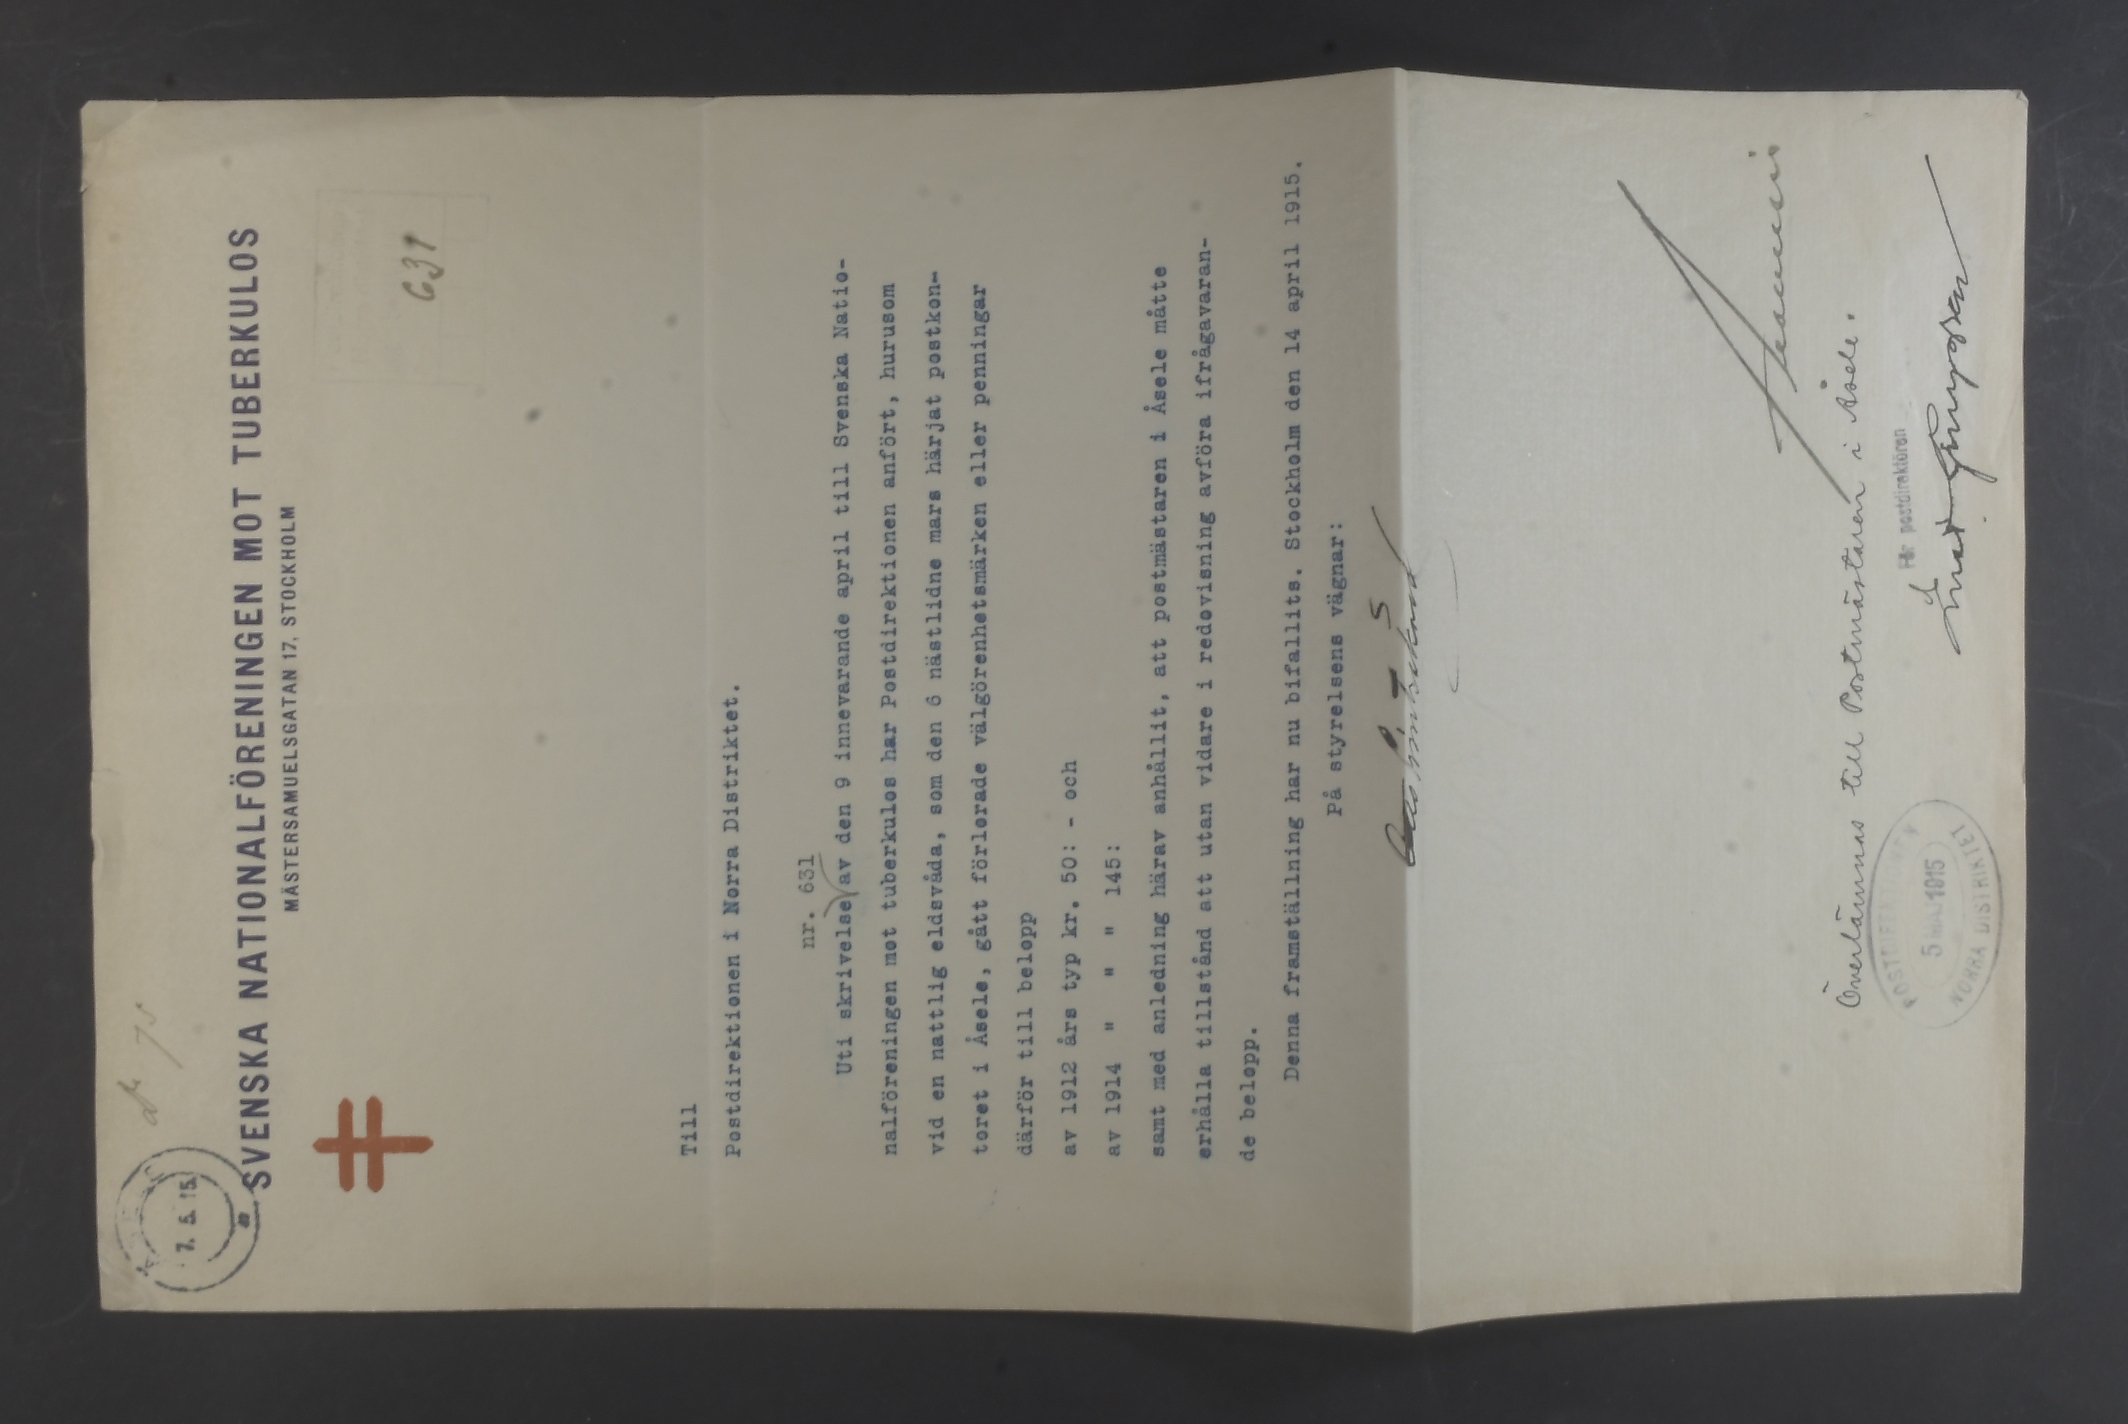 7. 5. 15.
SVENSKA NATIONALFÖRENINGEN MOT TUBERKULOS
MÄSTERSAMUELSGATAN 17, STOCKHOLM
631
Till
Postdirektionen i Norra Distriktet.
nr. 631
Uti skrivelse av den 9 innevarande april till Svenska Natio-
nalföreningen mot tuberkulos har Postdirektionen anfört, hurusom
vid en nattlig eldsvåda, som den 6 nästlidne mars härjat postkon-
toret i Åsele, gått förlorade välgörenhetsmärken eller penningar
därför till belopp
av 1912 års typ kr. 50: - och
av 1914 " " " 145:
samt med anledning härav anhållit, att postmästaren i Åsele måtte
erhålla tillstånd att utan vidare i redovisning avföra ifrågavaran-
de belopp.
Denna framställning har nu bifallits. Stockholm den 14 april 1915.
På styrelsens vägnar:
Överlämnas till Postmästaren i Åsele.
För postdirektören
POSTDIREKTIONEN
5 MAJ 1915
NORRA DISTRIKTET